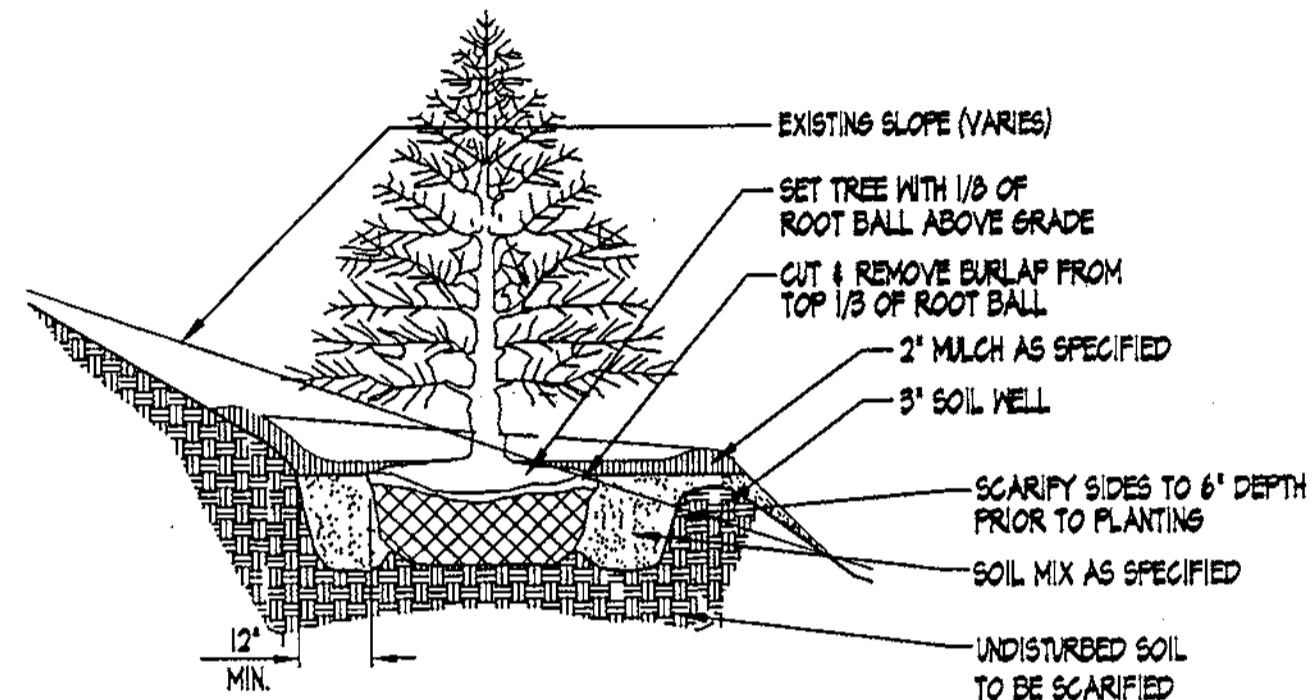 EXISTING SLOPE (VARIES)
SET TREE WITH 1/8 OF
ROOT BALL ABOVE GRADE
CUT & REMOVE BURLAP FROM
TOP 1/3 OF ROOT BALL
2" MULCH AS SPECIFIED
3" SOIL WELL
SCARIFY SIDES TO 6" DEPTH
PRIOR TO PLANTING
SOIL MIX AS SPECIFIED
UNDISTURBED SOIL
TO BE SCARIFIED
12"
MIN.